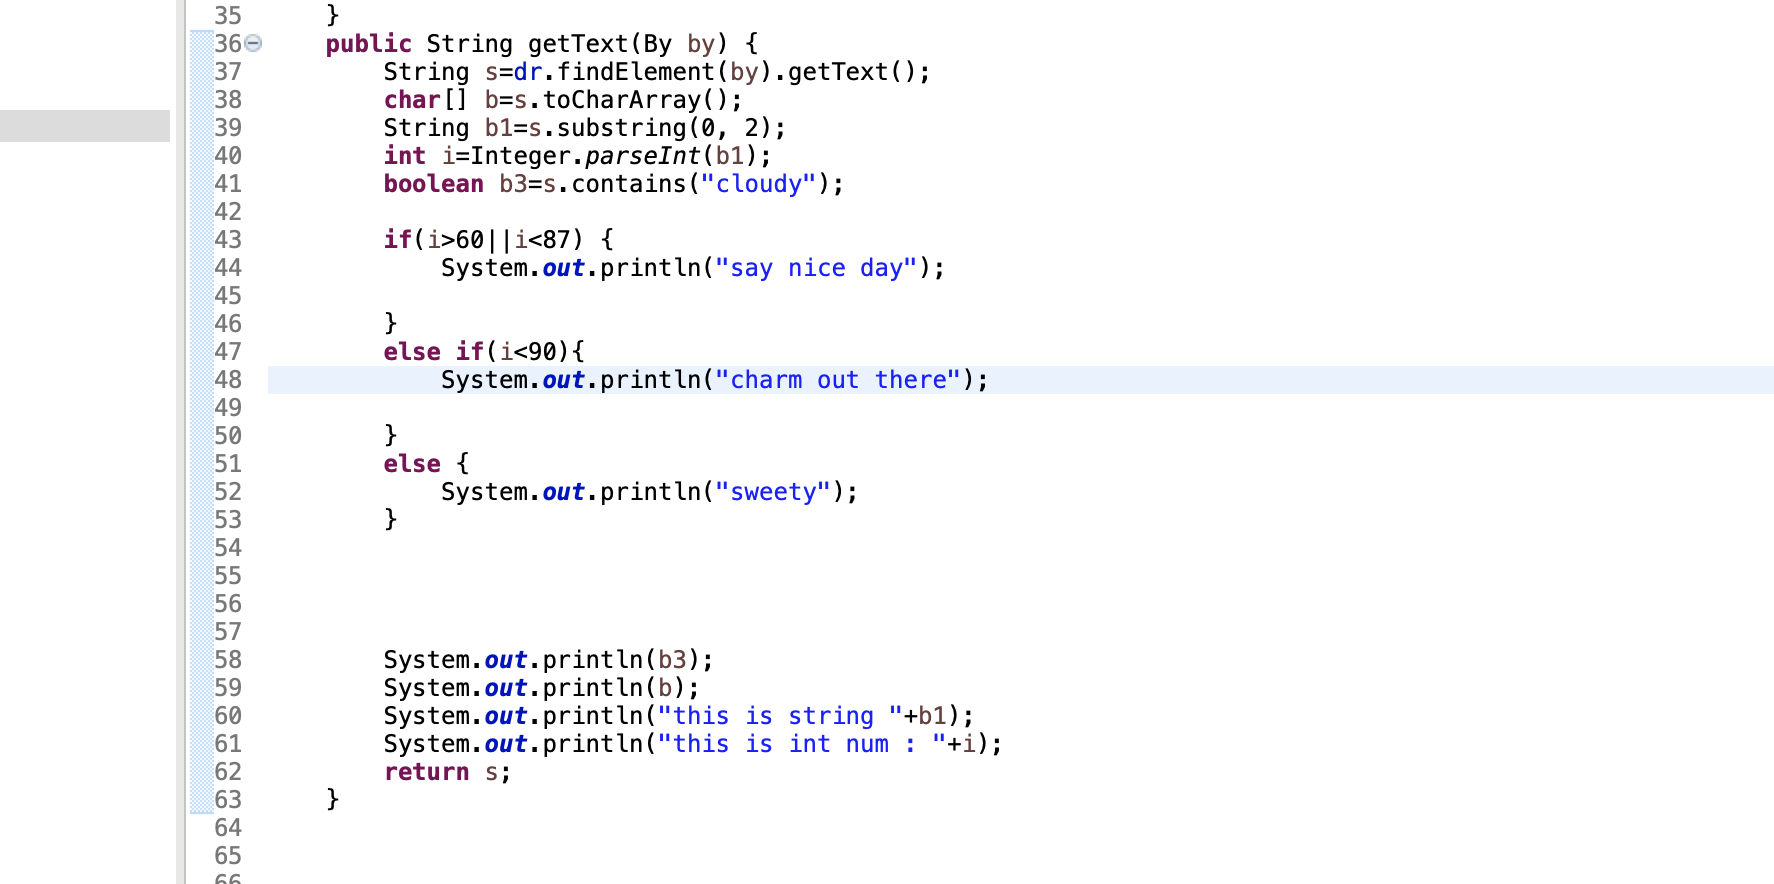 35 }
36 public String getText(By by) {
37 String s=dr.findElement(by).getText();
38 char[] b=s.toCharArray();
39 String b1=s.substring(0, 2);
40 int i=Integer.parseInt(b1);
41 boolean b3=s.contains("cloudy");
42
43 if(i>60||i<87) {
44 System.out.println("say nice day");
45
46 }
47 else if(i<90){
48 System.out.println("charm out there");
49
50 }
51 else {
52 System.out.println("sweety");
53 }
54
55
56
57
58 System.out.println(b3);
59 System.out.println(b);
60 System.out.println("this is string "+b1);
61 System.out.println("this is int num : "+i);
62 return s;
63 }
64
65
66